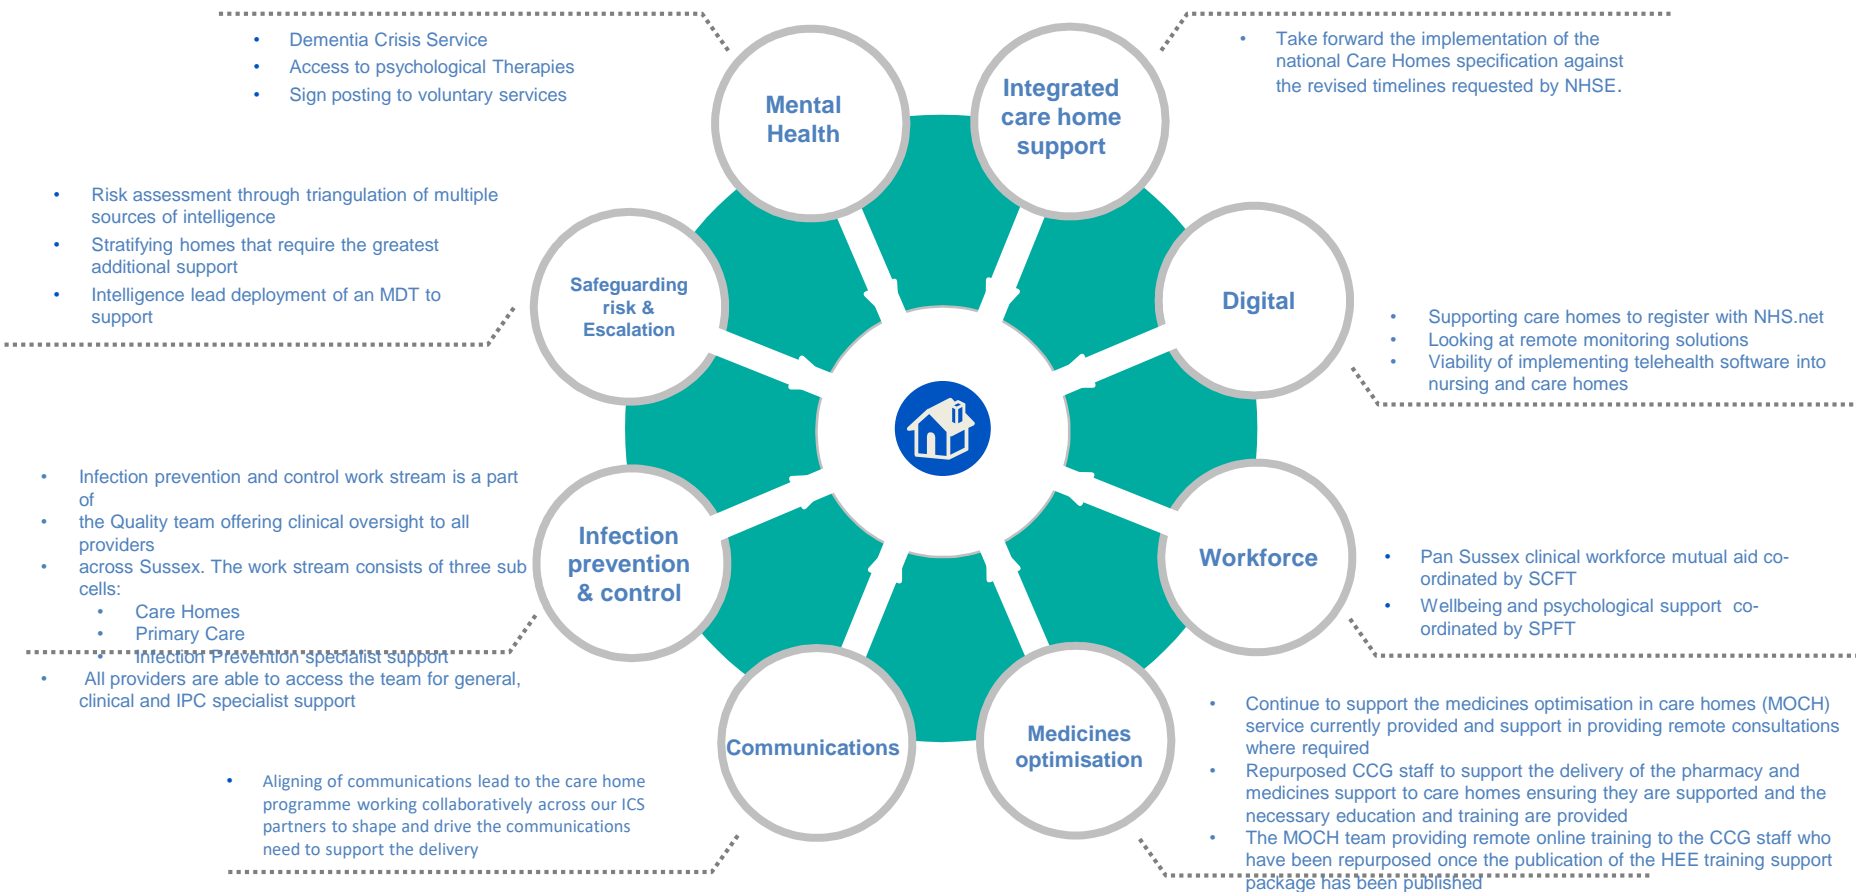 • Dementia Crisis Service
• Access to psychological Therapies
• Sign posting to voluntary services
Mental
Health
Integrated
care home
support
• Take forward the implementation of the
national Care Homes specification against
the revised timelines requested by NHSE.
• Risk assessment through triangulation of multiple
sources of intelligence
• Stratifying homes that require the greatest
additional support
• Intelligence lead deployment of an MDT to
support
Safeguarding
risk &
Escalation
Digital
• Supporting care homes to register with NHS.net
• Looking at remote monitoring solutions
• Viability of implementing telehealth software into
nursing and care homes
• Infection prevention and control work stream is a part
of
• the Quality team offering clinical oversight to all
providers
• across Sussex. The work stream consists of three sub
cells:
• Care Homes
• Primary Care
• Infection Prevention specialist support
• All providers are able to access the team for general,
clinical and IPC specialist support
Infection
prevention
& control
Workforce
• Pan Sussex clinical workforce mutual aid co-
ordinated by SCFT
• Wellbeing and psychological support co-
ordinated by SPFT
Communications
• Aligning of communications lead to the care home
programme working collaboratively across our ICS
partners to shape and drive the communications
need to support the delivery
Medicines
optimisation
• Continue to support the medicines optimisation in care homes (MOCH)
service currently provided and support in providing remote consultations
where required
• Repurposed CCG staff to support the delivery of the pharmacy and
medicines support to care homes ensuring they are supported and the
necessary education and training are provided
• The MOCH team providing remote online training to the CCG staff who
have been repurposed once the publication of the HEE training support
package has been published